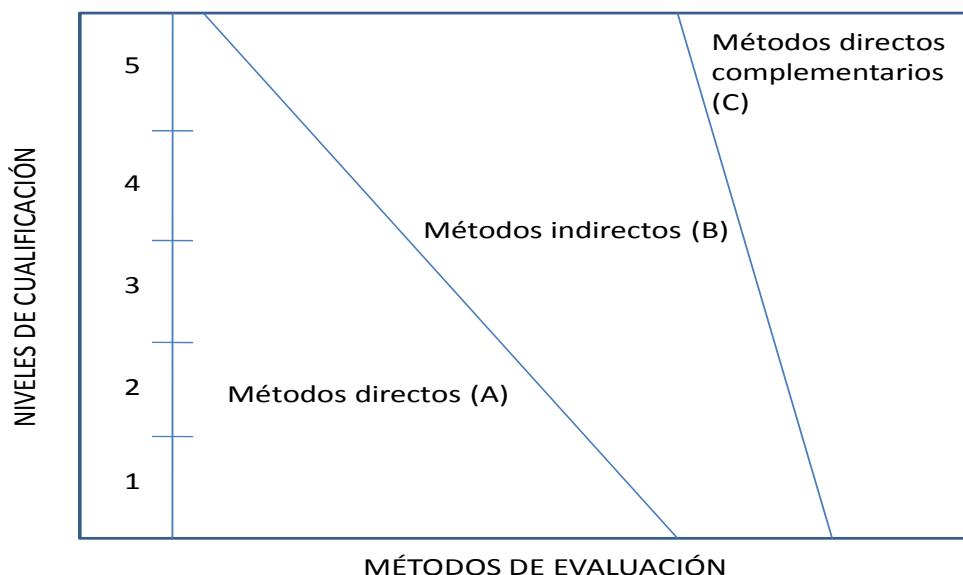 NIVELES DE CUALIFICACIÓN
5
4
3
2
1
Métodos directos
complementarios
(C)
Métodos indirectos (B)
Métodos directos (A)
MÉTODOS DE EVALUACIÓN